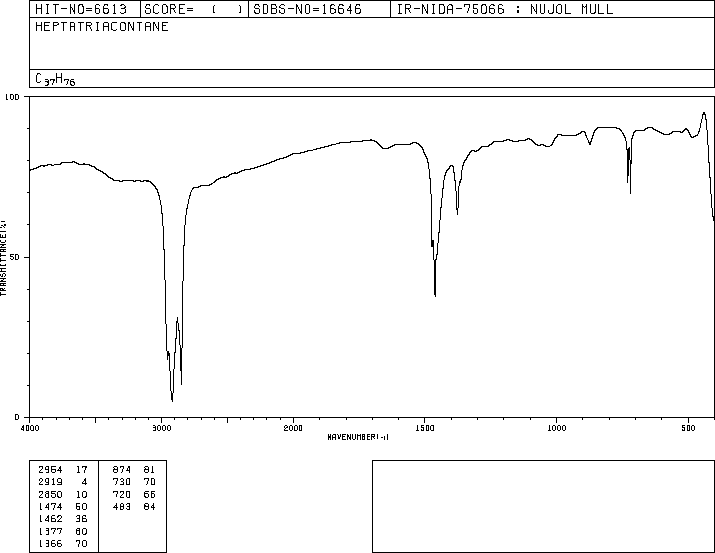 HIT-NO=6613 SCORE= ( ) SDBS-NO=16646 IR-NIDA-75066 : NUJOL MULL
HEPTATRIACONTANE
C37H76
100
50
0
TRANSMITTANCE(%)
4000 3000 2000 1500 1000 500
WAVENUMBER(-1)
2964 17 874 81
2919 4 730 70
2850 10 720 66
1474 50 483 84
1462 36
1377 60
1366 70